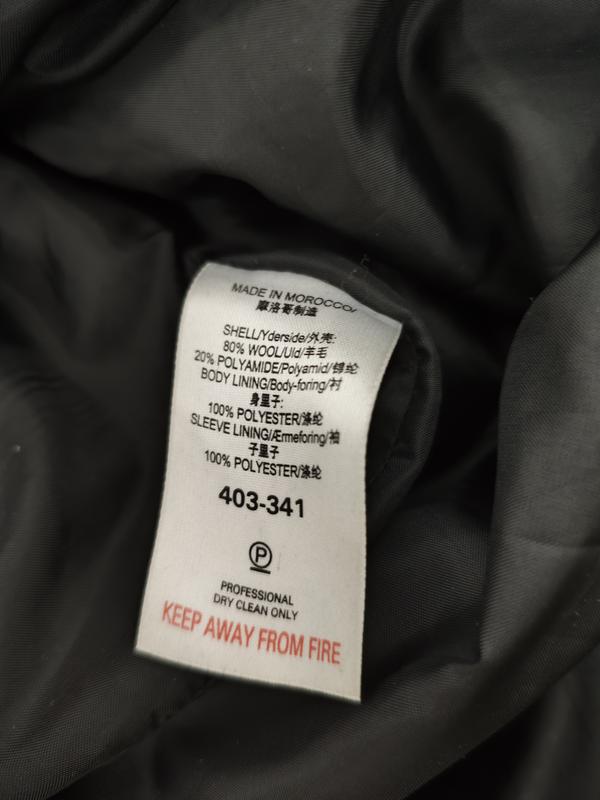 MADE IN MOROCCO/
摩洛哥制造
SHELL/Yderside/外壳:
80% WOOL/Uld/羊毛
20% POLYAMIDE/Polyamid/锦纶
BODY LINING/Body-foring/衬
身里子:
100% POLYESTER/涤纶
SLEEVE LINING/Ærmeforing/袖
子里子
100% POLYESTER/涤纶
403-341
P
PROFESSIONAL
DRY CLEAN ONLY
KEEP AWAY FROM FIRE